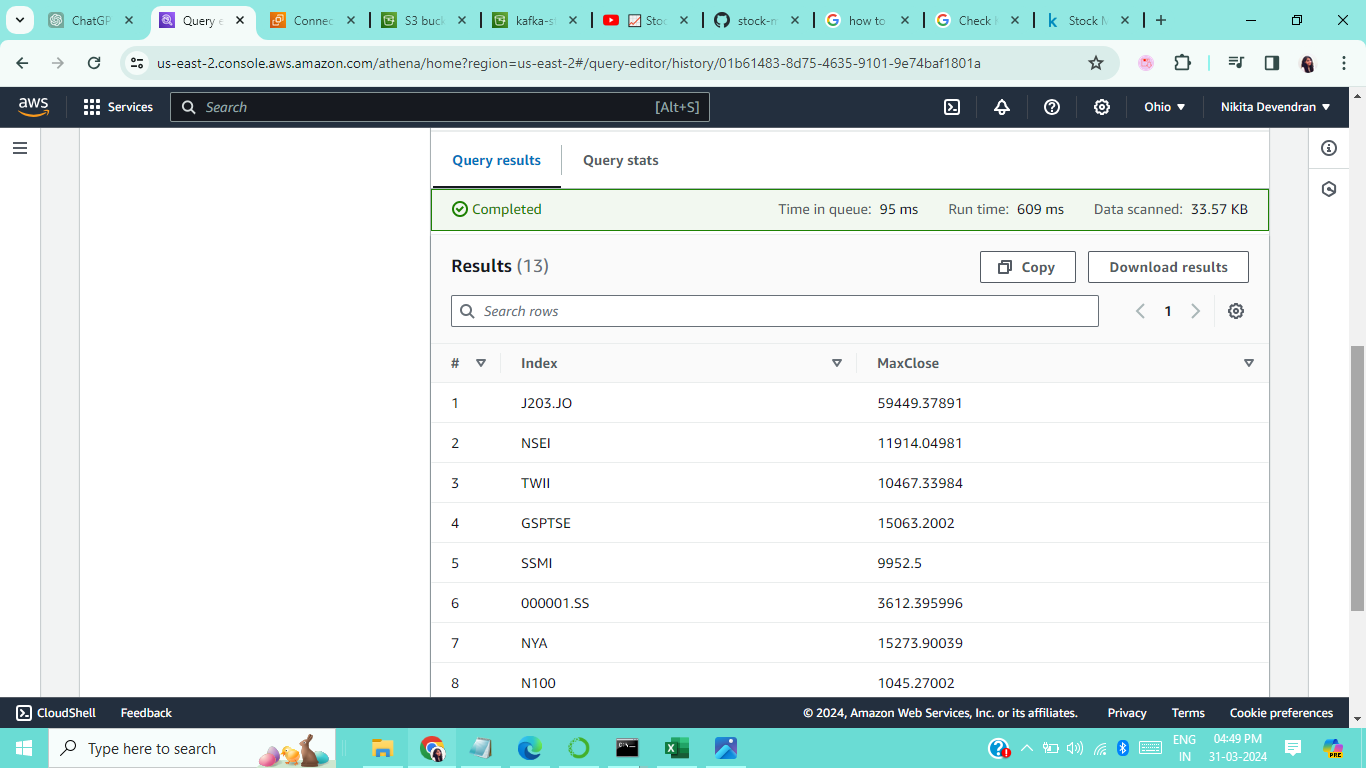 ChatGP
Query e
Connec
S3 buc
kafka-s
Stoc
stock-m
how to
Check
Stock M
us-east-2.console.aws.amazon.com/athena/home?region=us-east-2#/query-editor/history/01b61483-8d75-4635-9101-9e74baf1801a
aws
Services
Search
[Alt+S]
Ohio
Nikita Devendran
Query results
Query stats
Completed
Time in queue: 95 ms
Run time: 609 ms
Data scanned: 33.57 KB
Results (13)
Copy
Download results
Search rows
1
# Index MaxClose
1 J203.JO 59449.37891
2 NSEI 11914.04981
3 TWII 10467.33984
4 GSPTSE 15063.2002
5 SSMI 9952.5
6 000001.SS 3612.395996
7 NYA 15273.90039
8 N100 1045.27002
CloudShell
Feedback
© 2024, Amazon Web Services, Inc. or its affiliates.
Privacy
Terms
Cookie preferences
Type here to search
ENG
IN
04:49 PM
31-03-2024
PRE